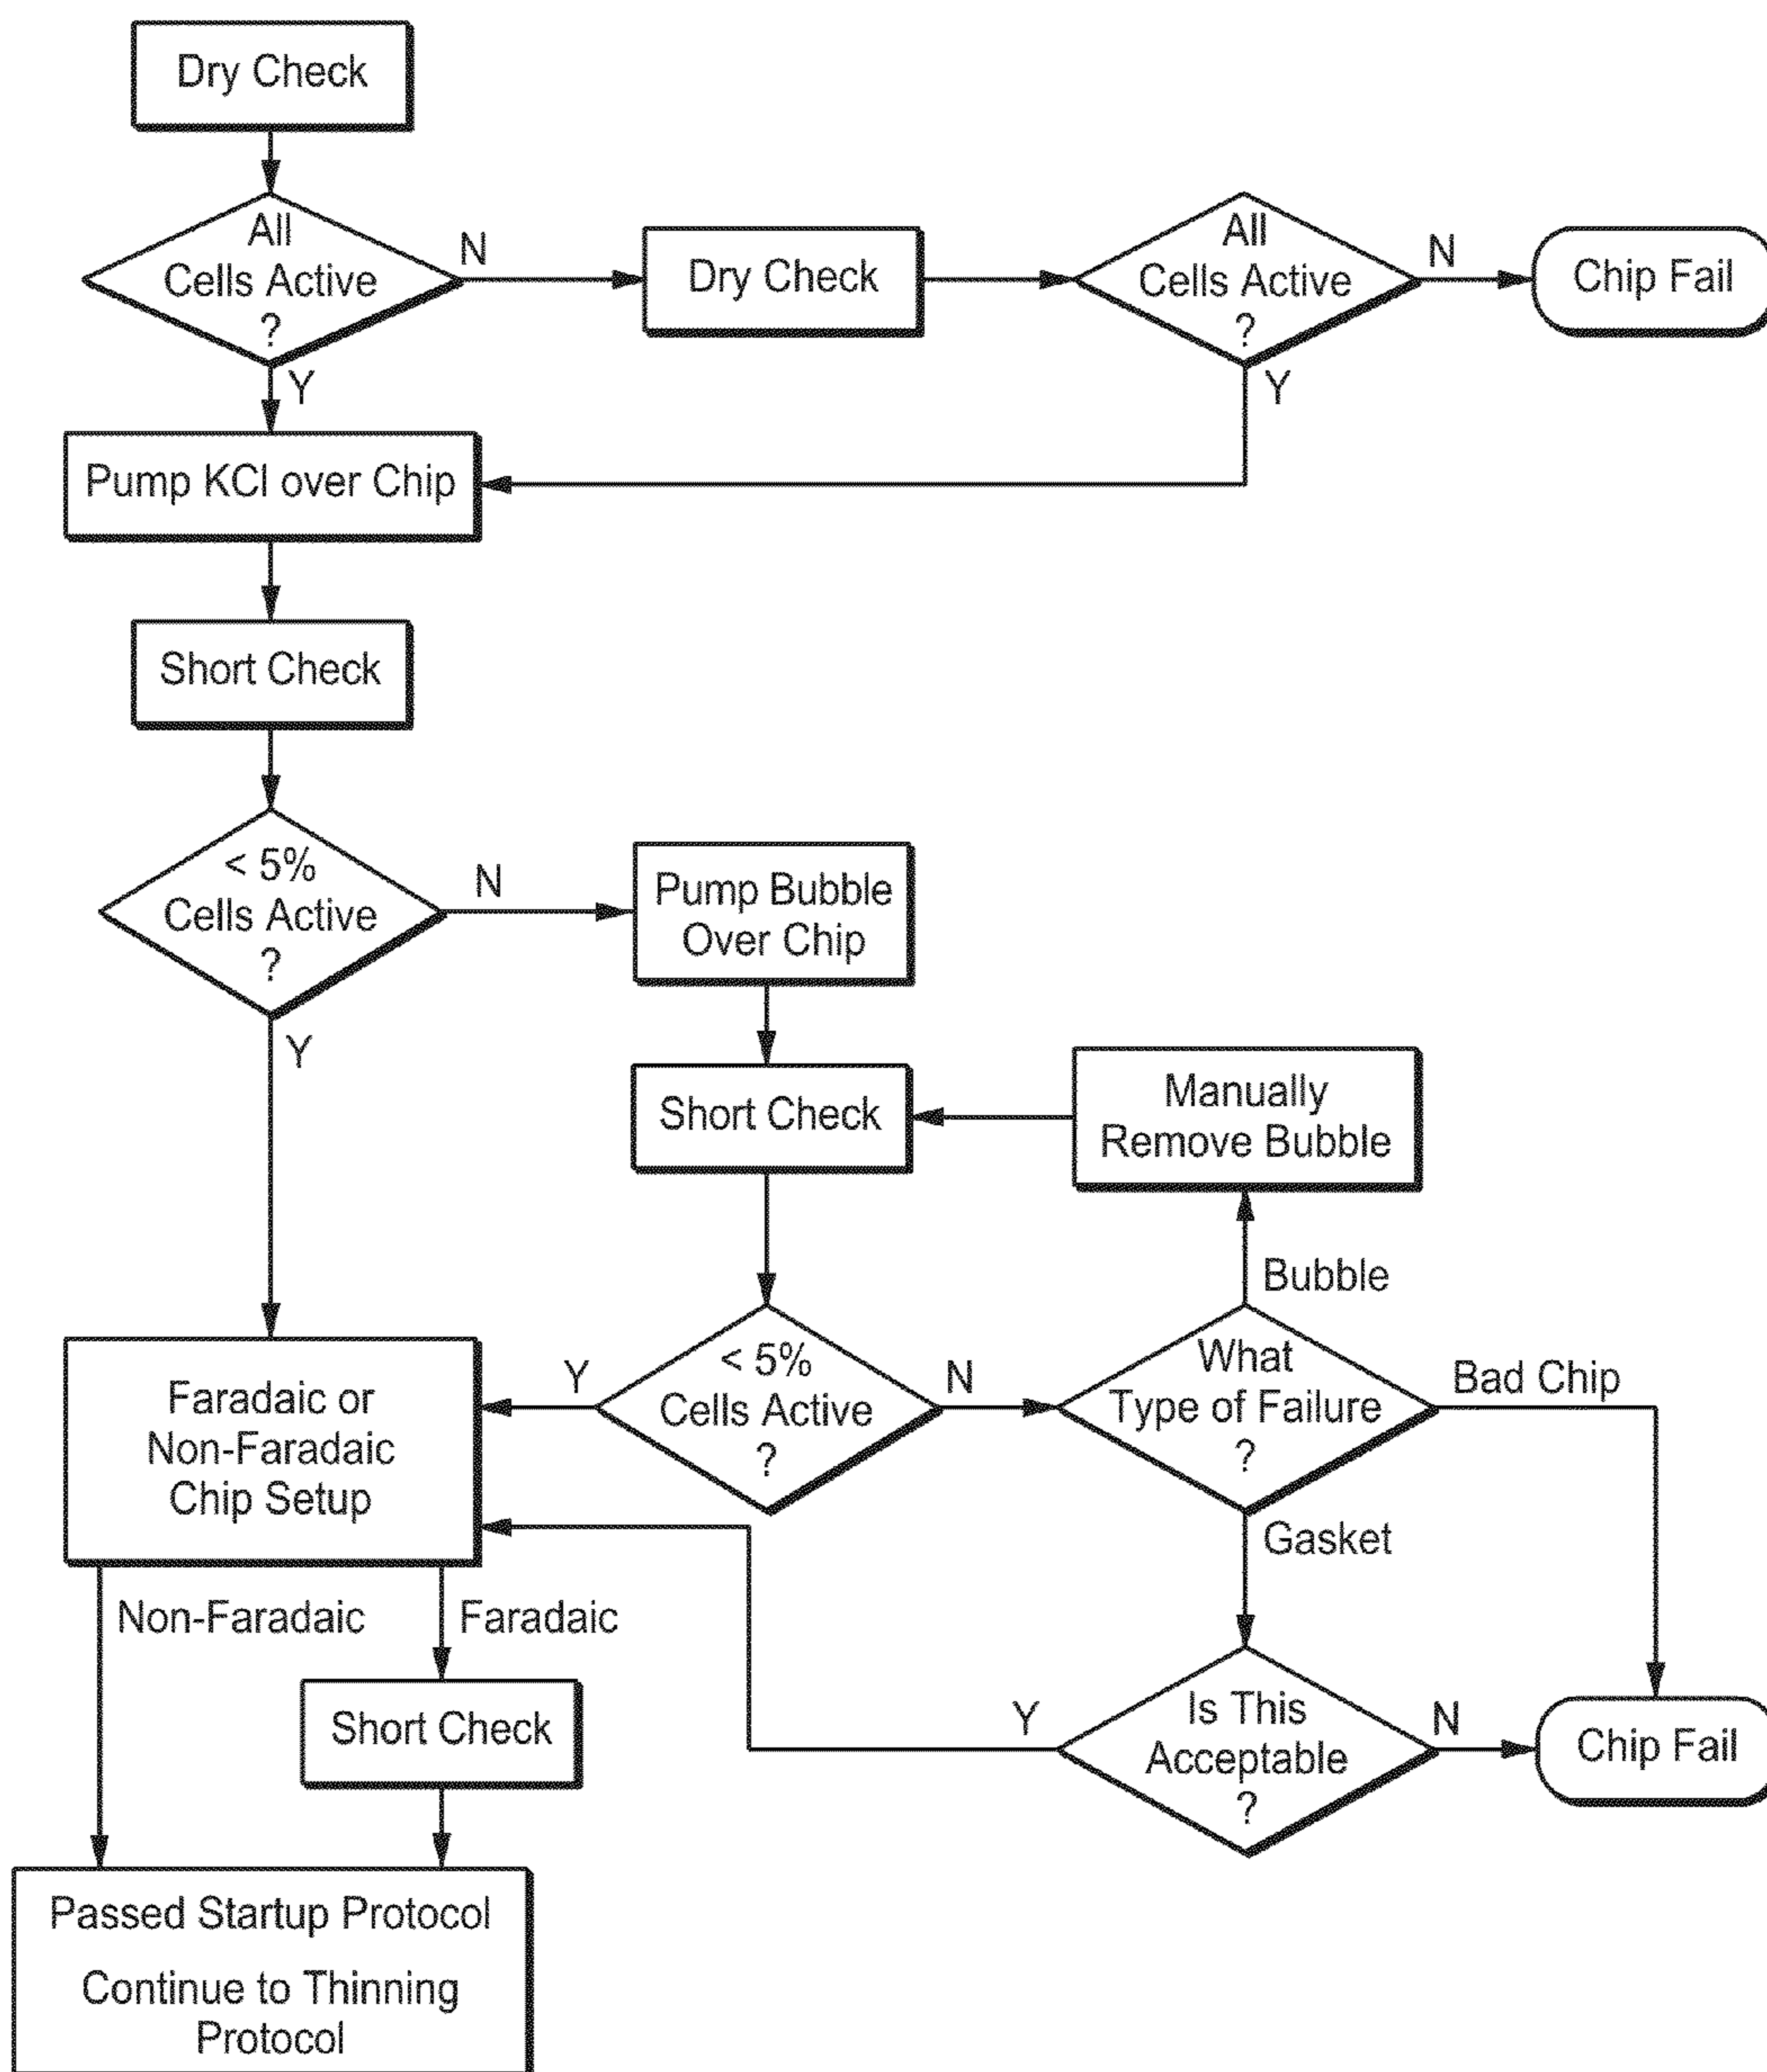 Dry Check
All
Cells Active
?
N
Dry Check
All
Cells Active
?
N
Chip Fail
Y
Y
Pump KCl over Chip
Short Check
< 5%
Cells Active
?
N
Pump Bubble
Over Chip
Y
Short Check
Manually
Remove Bubble
Bubble
Faradaic or
Non-Faradaic
Chip Setup
Y
< 5%
Cells Active
?
N
What
Type of Failure
?
Bad Chip
Gasket
Non-Faradaic
Faradaic
Short Check
Y
Is This
Acceptable
?
N
Chip Fail
Passed Startup Protocol
Continue to Thinning
Protocol